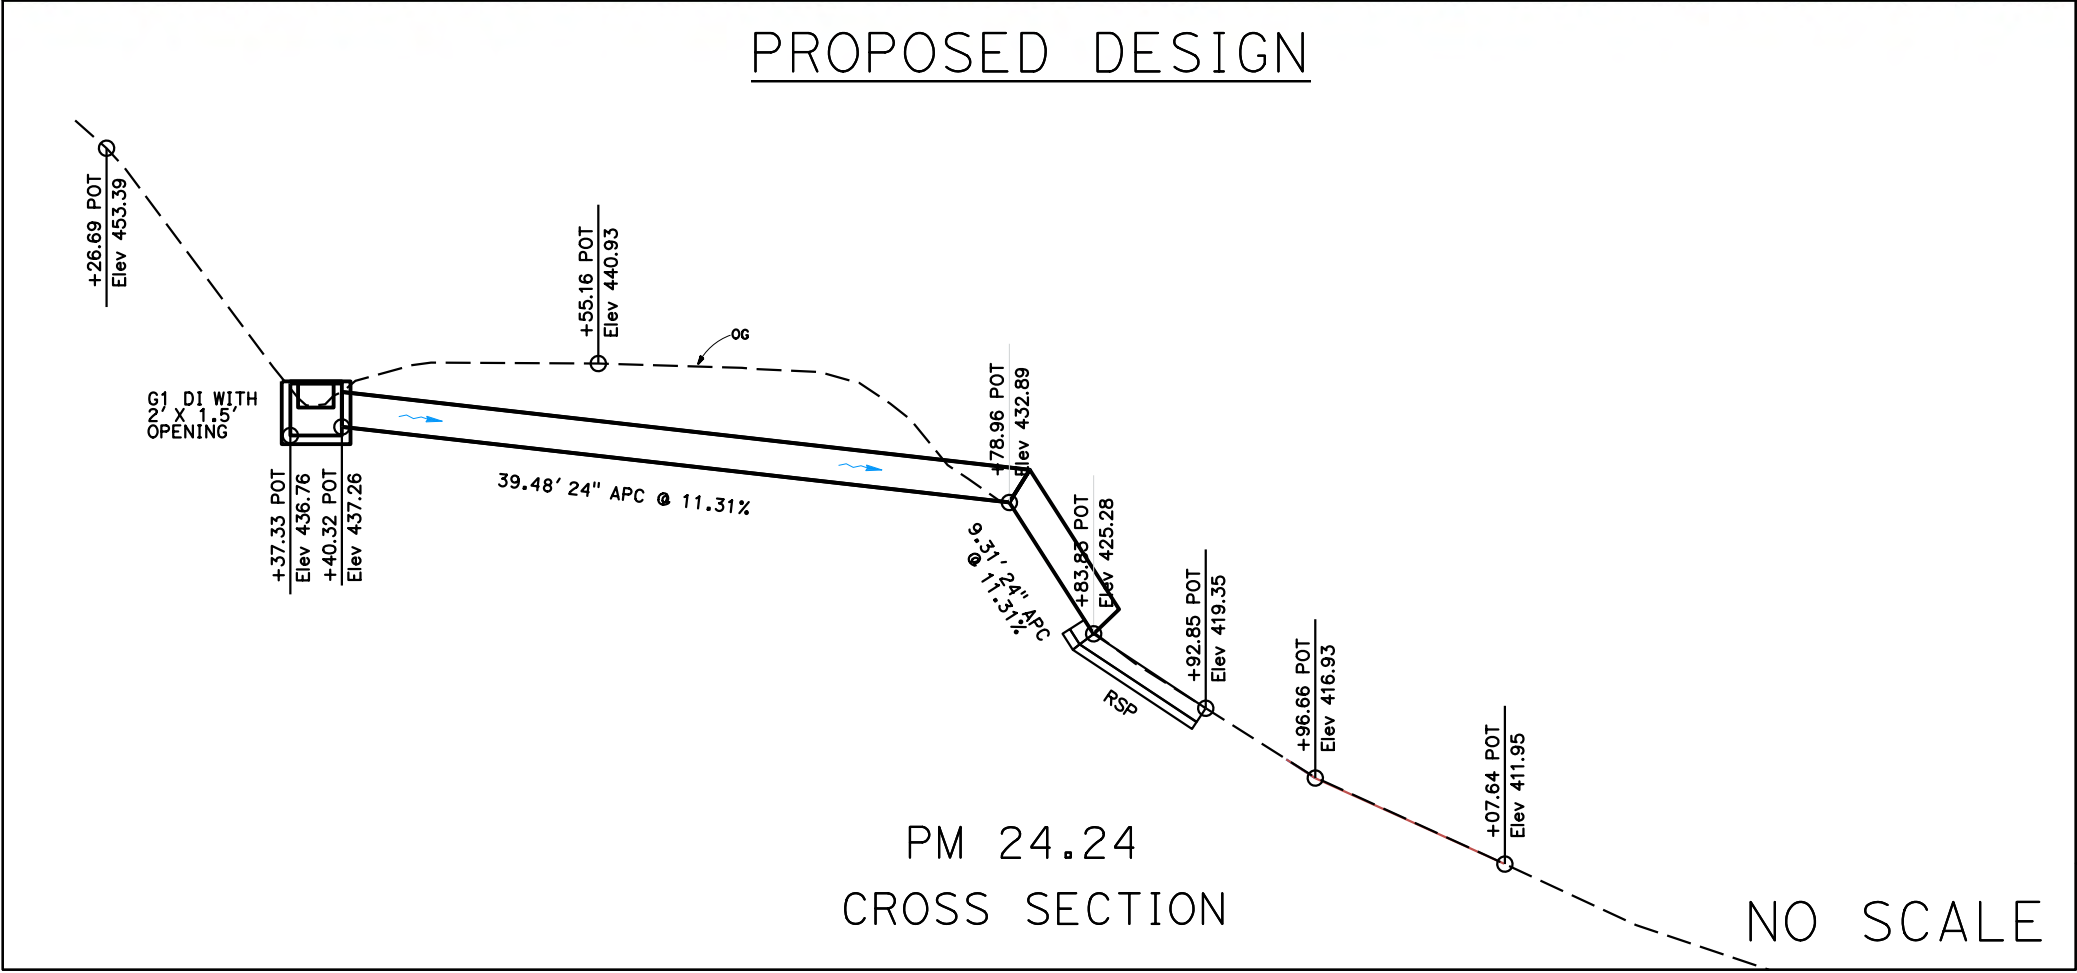 PROPOSED DESIGN
+26.69 POT
Elev 453.39
+55.16 POT
Elev 440.93
OG
G1 DI WITH
2' X 1.5'
OPENING
+37.33 POT
Elev 436.76
+40.32 POT
Elev 437.26
39.48' 24" APC @ 11.31%
+78.96 POT
Elev 432.89
9.31' 24" APC
@ 11.31%
+83.83 POT
Elev 425.28
RSP
+92.85 POT
Elev 419.35
+96.66 POT
Elev 416.93
+07.64 POT
Elev 411.95
PM 24.24
CROSS SECTION
NO SCALE